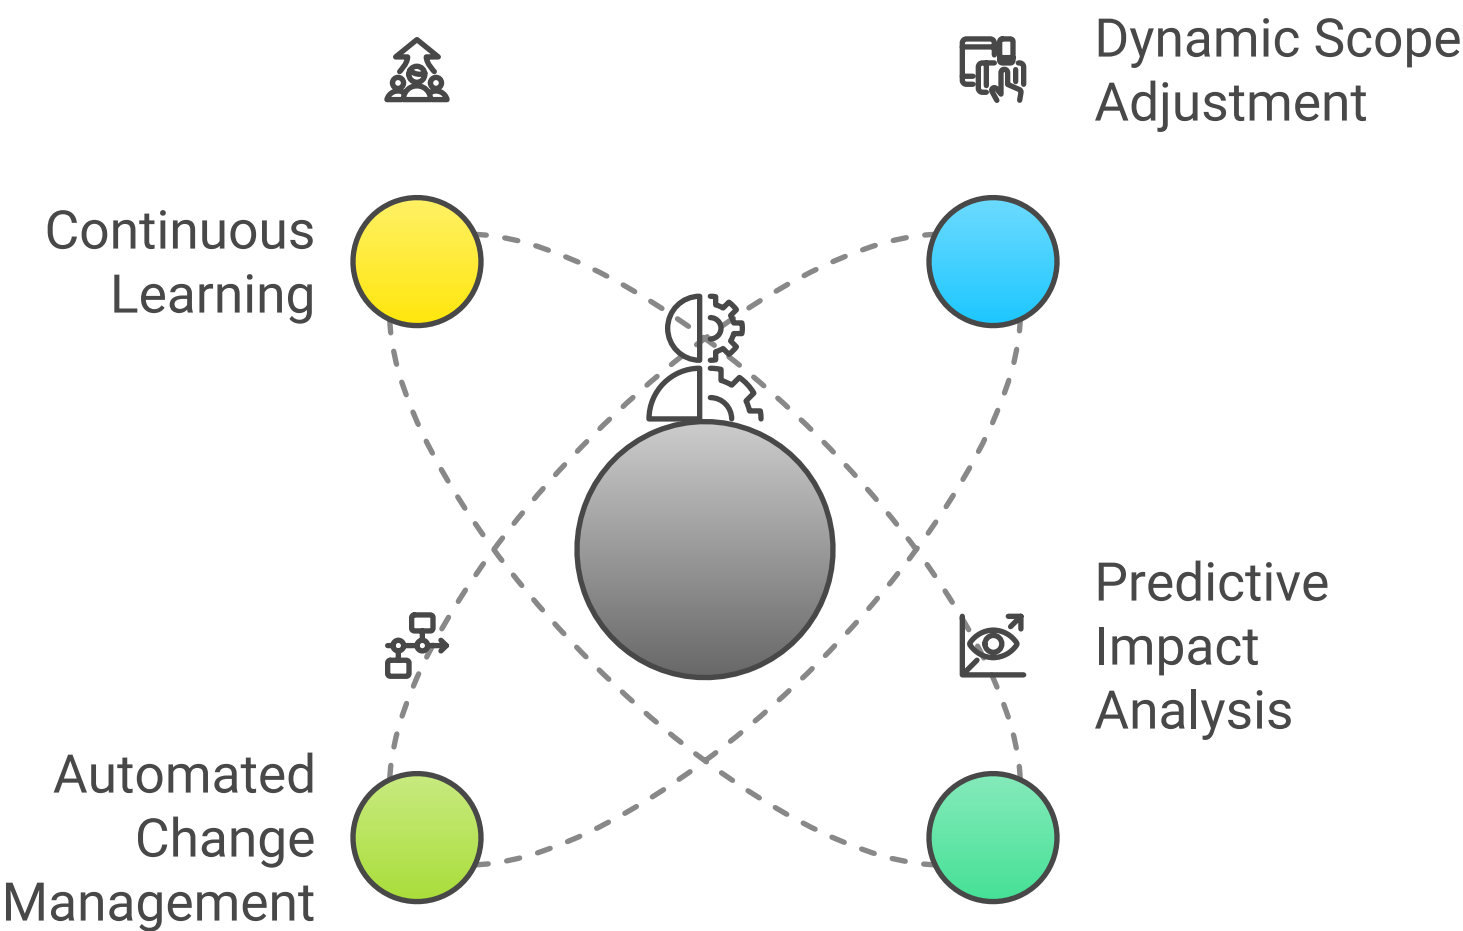 Dynamic Scope
Adjustment
Continuous
Learning
Predictive
Impact
Analysis
Automated
Change
Management